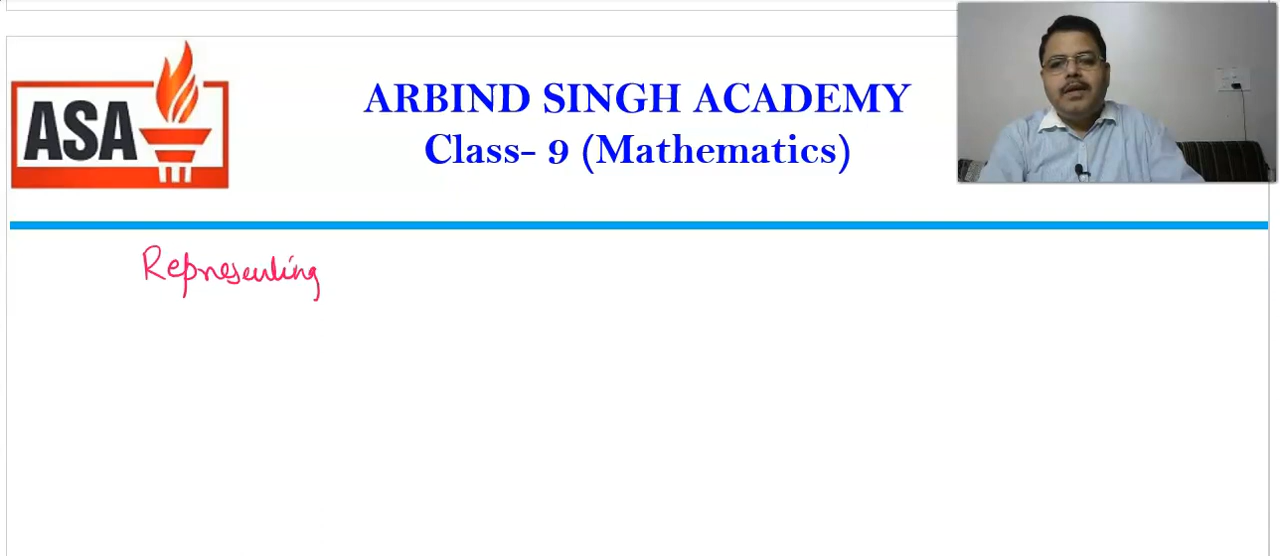 ASA
ARBIND SINGH ACADEMY
Class- 9 (Mathematics)
Representing